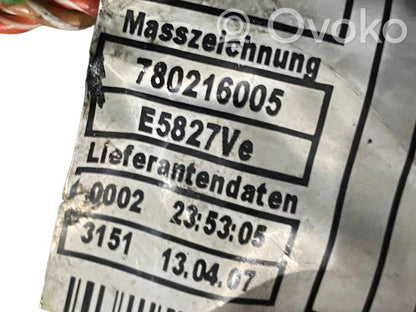 Ovoko
Masszeichnung
780216005
E5827Ve
Lieferantendaten
0002 23:53:05
3151 13.04.07